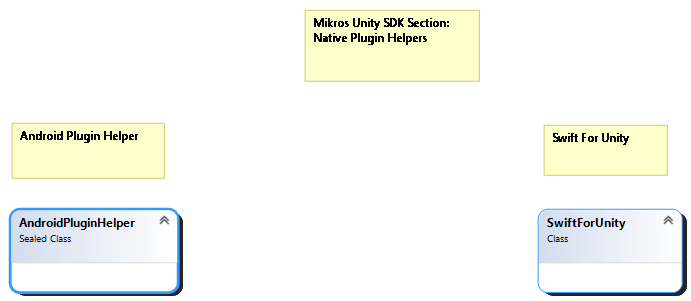 Mikros Unity SDK Section:
Native Plugin Helpers
Android Plugin Helper
Swift For Unity
AndroidPluginHelper
Sealed Class
SwiftForUnity
Class